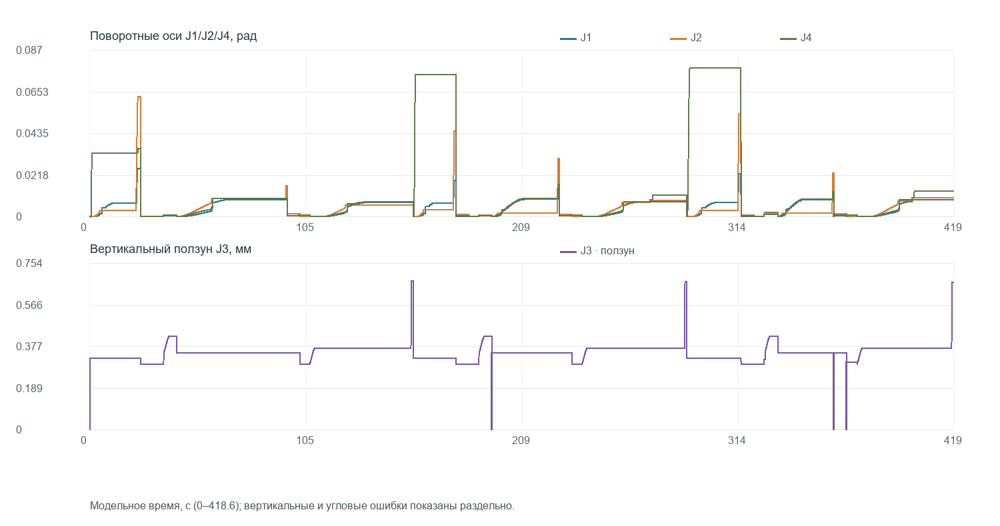 Поворотные оси J1/J2/J4, рад
J1 J2 J4
0.087
0.0653
0.0435
0.0218
0
0 105 209 314 419
Вертикальный ползун J3, мм
J3 · ползун
0.754
0.566
0.377
0.189
0
0 105 209 314 419
Модельное время, с (0–418.6); вертикальные и угловые ошибки показаны раздельно.